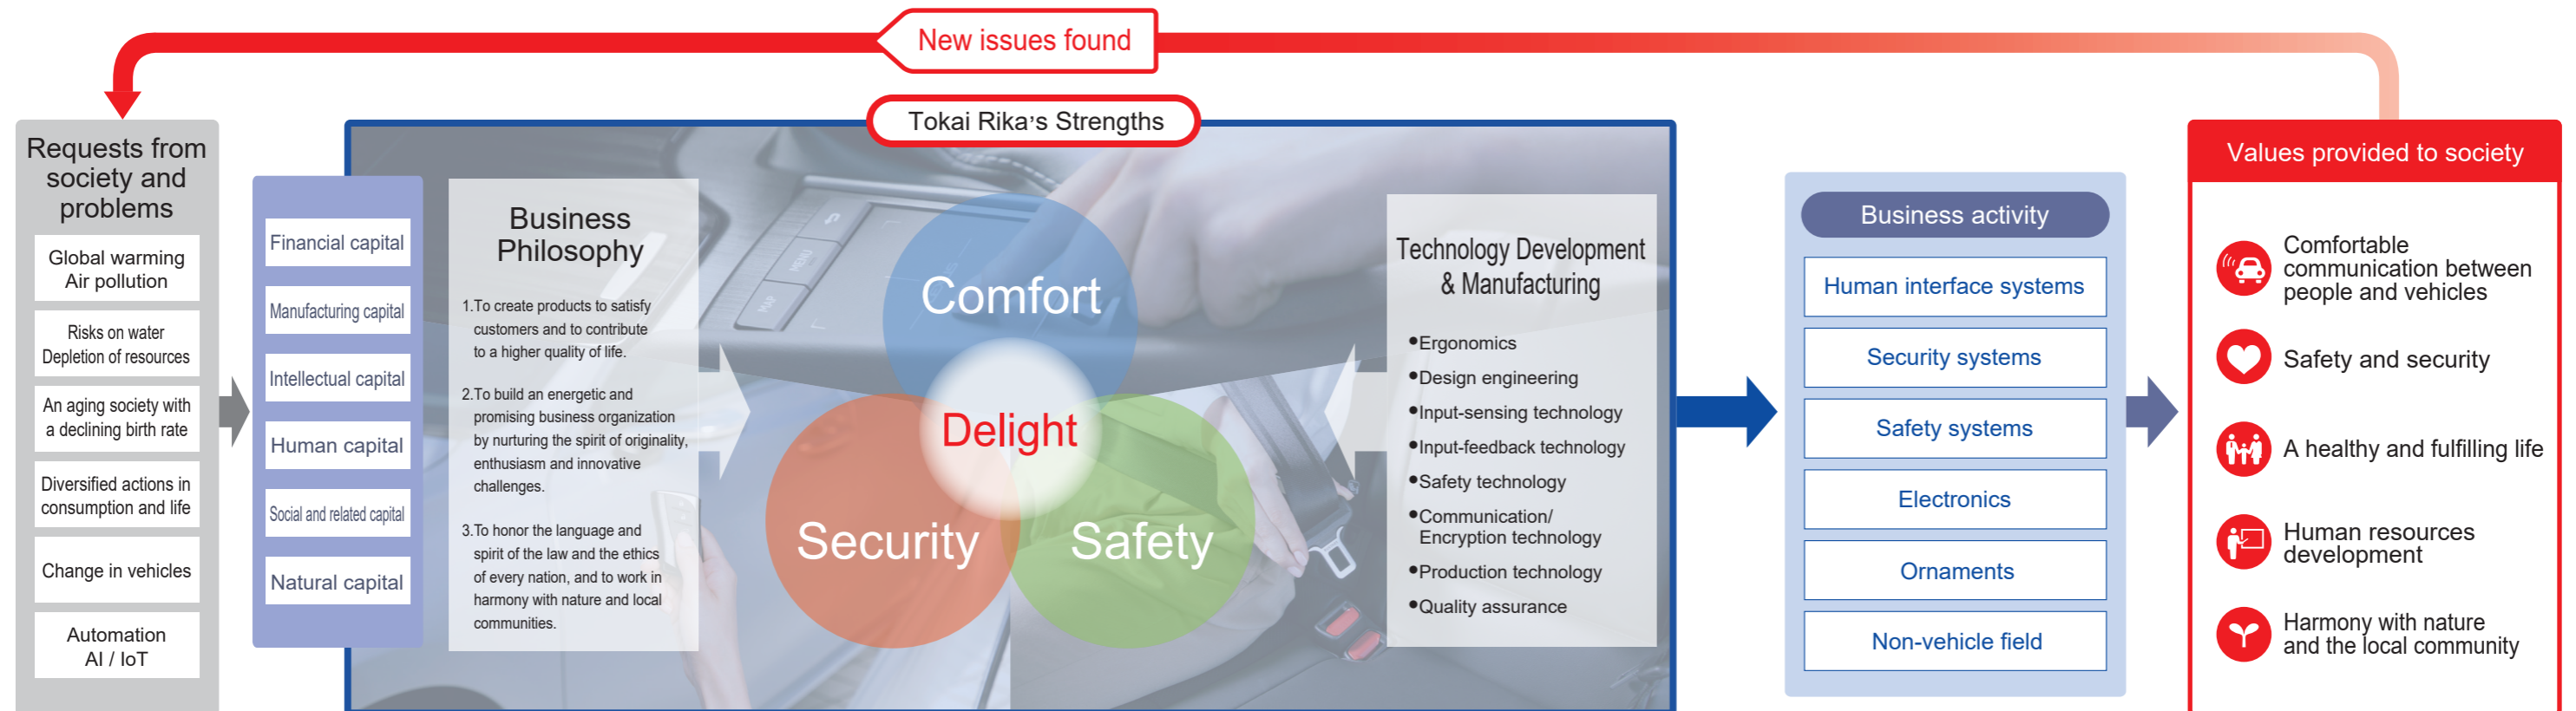 New issues found
Tokai Rika's Strengths
Requests from
society and
problems
Global warming
Air pollution
Risks on water
Depletion of resources
An aging society with
a declining birth rate
Diversified actions in
consumption and life
Change in vehicles
Automation
AI / IoT
Financial capital
Manufacturing capital
Intellectual capital
Human capital
Social and related capital
Natural capital
Business
Philosophy
1.To create products to satisfy
customers and to contribute
to a higher quality of life.
2.To build an energetic and
promising business organization
by nurturing the spirit of originality,
enthusiasm and innovative
challenges.
3.To honor the language and
spirit of the law and the ethics
of every nation, and to work in
harmony with nature and local
communities.
MENU
MAP
Comfort
Delight
Security
Safety
Technology Development
& Manufacturing
•Ergonomics
•Design engineering
•Input-sensing technology
•Input-feedback technology
•Safety technology
•Communication/
Encryption technology
•Production technology
•Quality assurance
Business activity
Human interface systems
Security systems
Safety systems
Electronics
Ornaments
Non-vehicle field
Values provided to society
Comfortable
communication between
people and vehicles
Safety and security
A healthy and fulfilling life
Human resources
development
Harmony with nature
and the local community